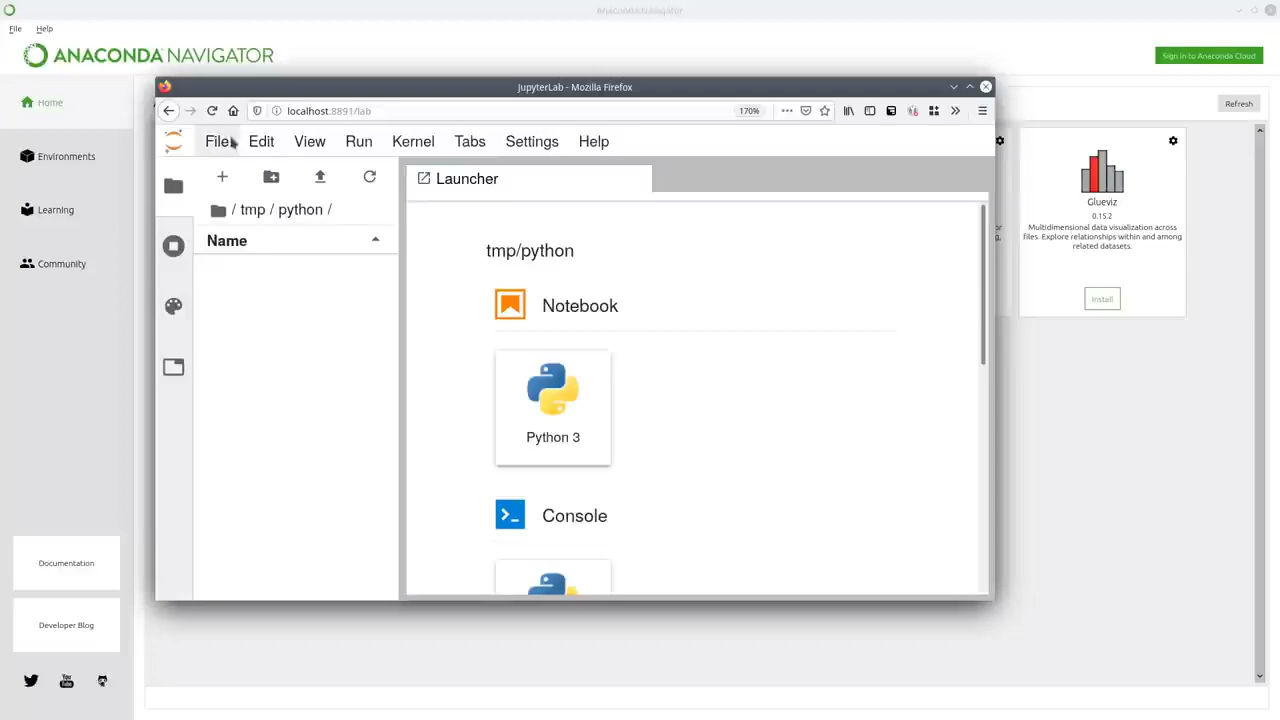 Anaconda Navigator
File Help
ANACONDA NAVIGATOR
Sign in to Anaconda Cloud
JupyterLab - Mozilla Firefox
localhost:8891/lab
170%
File Edit View Run Kernel Tabs Settings Help
Home
Environments
Learning
Community
Documentation
Developer Blog
/ tmp / python /
Name
Launcher
tmp/python
Notebook
Python 3
Console
Refresh
Glueviz
0.15.2
Multidimensional data visualization across
files. Explore relationships within and among
related datasets.
Install